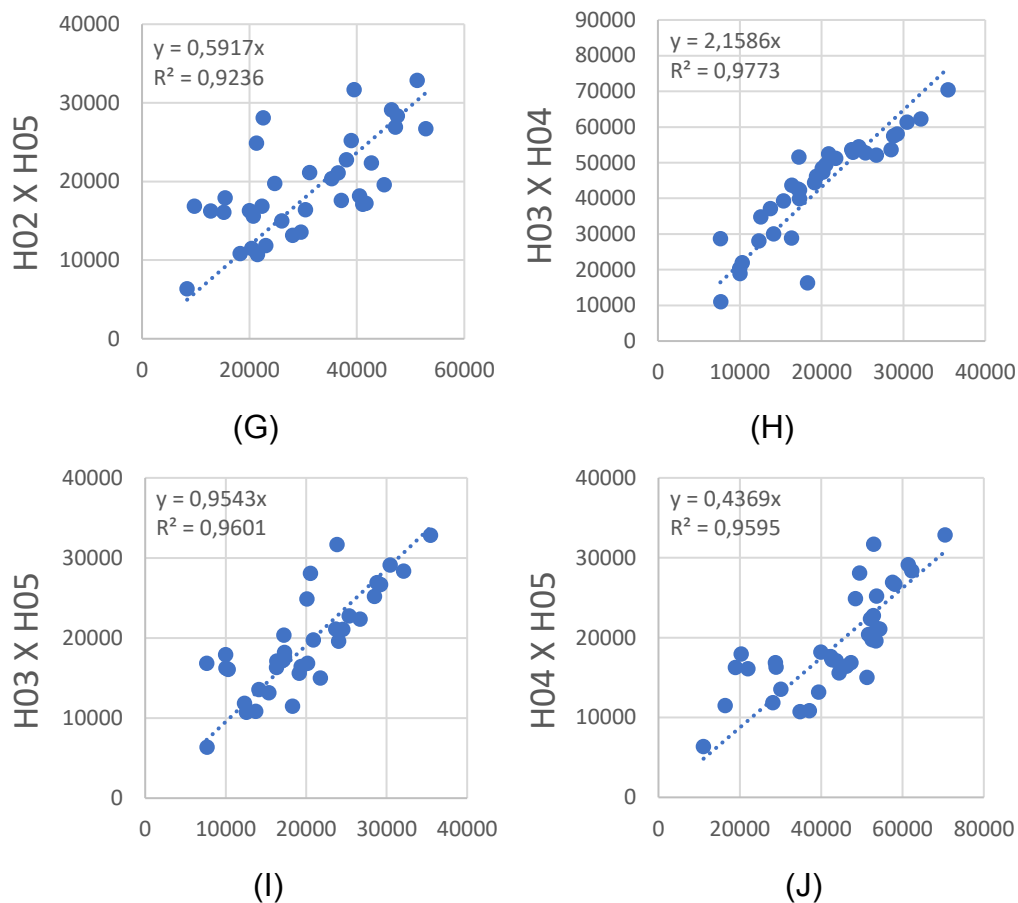 H02 X H05
y = 0,5917x
R² = 0,9236
40000
30000
20000
10000
0
0 20000 40000 60000
(G)
H03 X H04
y = 2,1586x
R² = 0,9773
90000
80000
70000
60000
50000
40000
30000
20000
10000
0
0 10000 20000 30000 40000
(H)
H03 X H05
y = 0,9543x
R² = 0,9601
40000
30000
20000
10000
0
0 10000 20000 30000 40000
(I)
H04 X H05
y = 0,4369x
R² = 0,9595
40000
30000
20000
10000
0
0 20000 40000 60000 80000
(J)